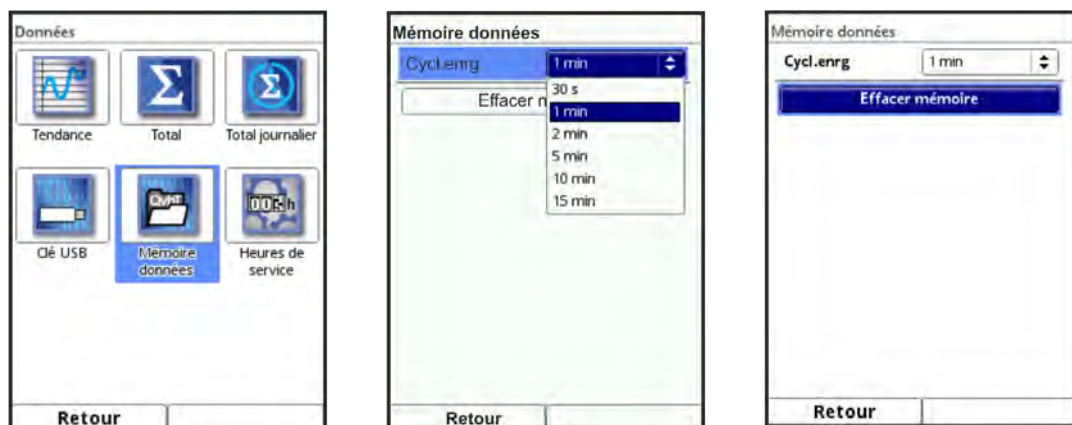 Données
Tendance
Total
Total journalier
Clé USB
Mémoire
données
Heures de
service
Retour
Mémoire données
Cycl.enrg
1 min
Effacer m
30 s
1 min
2 min
5 min
10 min
15 min
Retour
Mémoire données
Cycl.enrg
1 min
Effacer mémoire
Retour